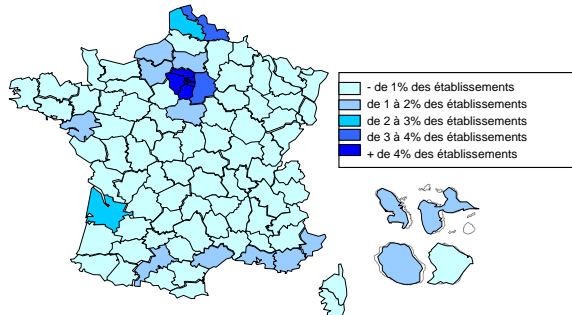 - de 1% des établissements
de 1 à 2% des établissements
de 2 à 3% des établissements
de 3 à 4% des établissements
+ de 4% des établissements